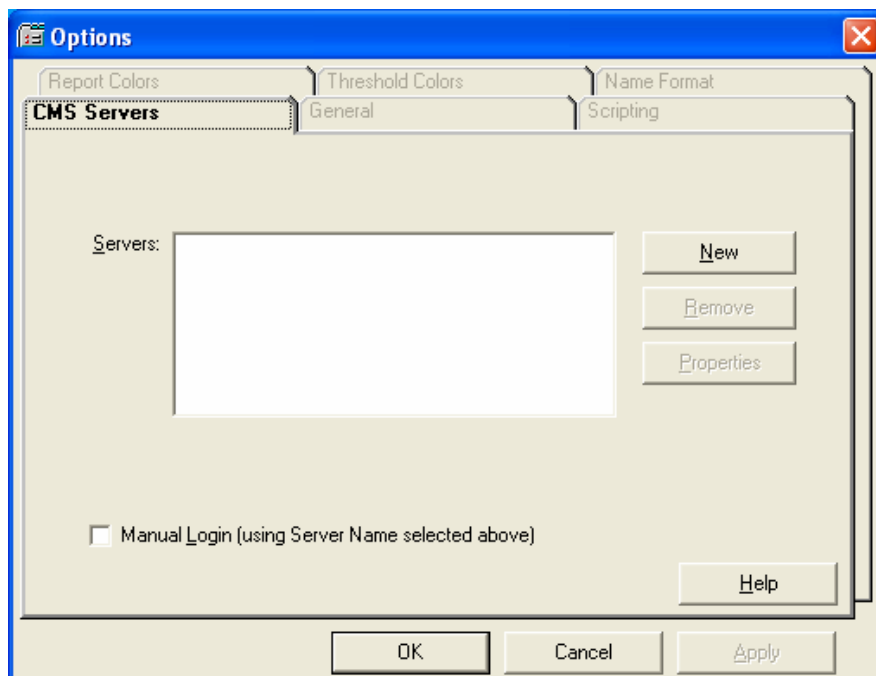 Options
Report Colors Threshold Colors Name Format
CMS Servers General Scripting
Servers:
New
Remove
Properties
Manual Login (using Server Name selected above)
Help
OK Cancel Apply